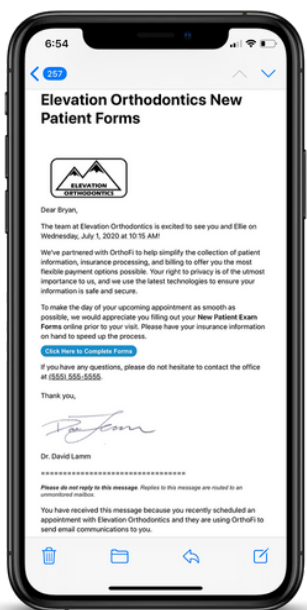 6:54
257
Elevation Orthodontics New
Patient Forms
ELEVATION
ORTHODONTICS
Dear Bryan,
The team at Elevation Orthodontics is excited to see you and Ellie on
Wednesday, July 1, 2020 at 10:15 AM!
We've partnered with OrthoFi to help simplify the collection of patient
information, insurance processing, and billing to offer you the most
flexible payment options possible. Your right to privacy is of the utmost
importance to us, and we use the latest technologies to ensure your
information is safe and secure.
To make the day of your upcoming appointment as smooth as
possible, we would appreciate you filling out your New Patient Exam
Forms online prior to your visit. Please have your insurance information
on hand to speed up the process.
Click Here to Complete Forms
If you have any questions, please do not hesitate to contact the office
at (555) 555-5555.
Thank you,
Dr. David Lamm
=================================
Please do not reply to this message. Replies to this message are routed to an
unmonitored mailbox.
You have received this message because you recently scheduled an
appointment with Elevation Orthodontics and they are using OrthoFi to
send email communications to you.